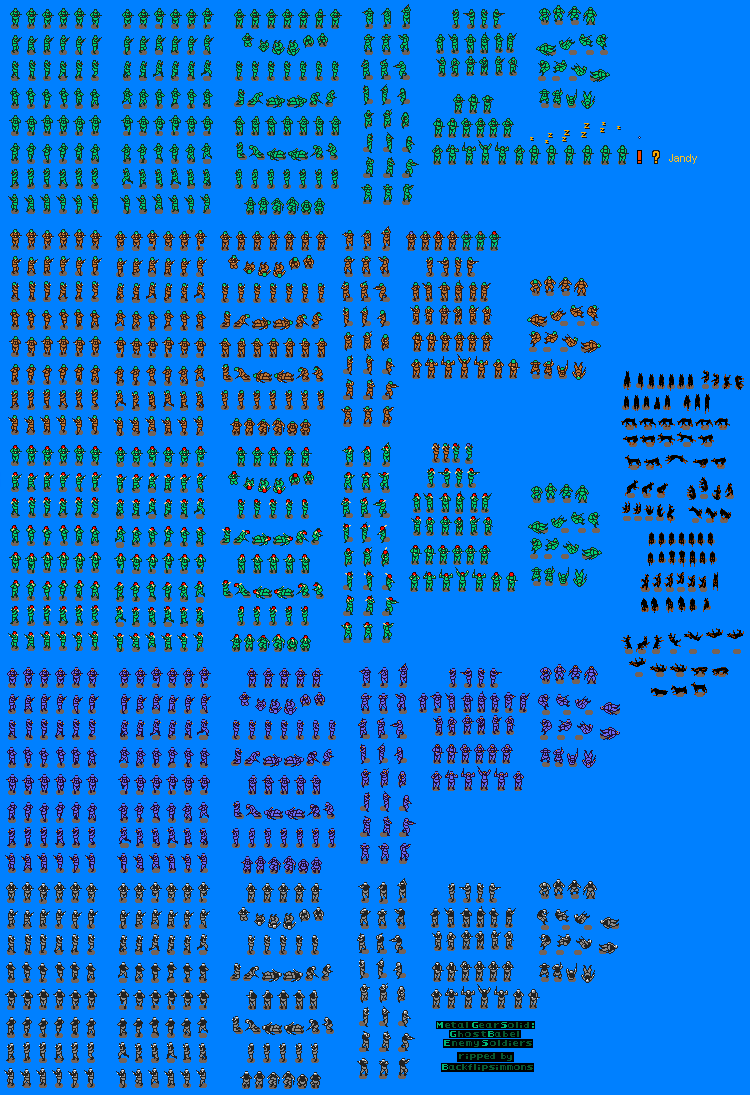 z z Z Z Z z z
! ? Jandy
Metal Gear Solid:
Ghost Babel
Enemy Soldiers
ripped by
Backflipsimmons